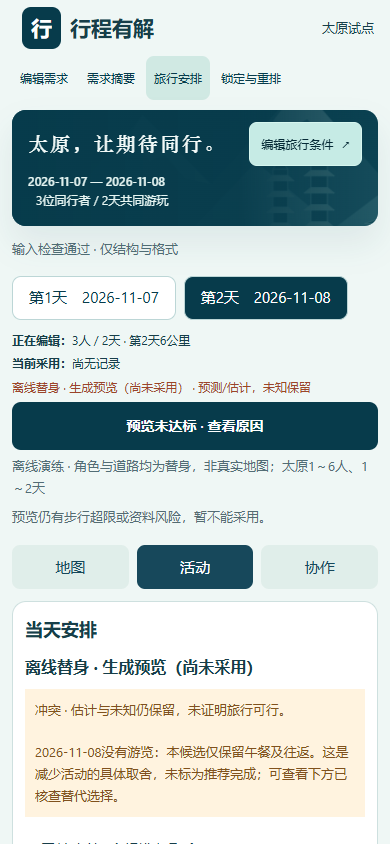 行 行程有解
太原试点
编辑需求 需求摘要 旅行安排 锁定与重排
太原，让期待同行。
编辑旅行条件 ↗
2026-11-07 — 2026-11-08
3位同行者 / 2天共同游玩
输入检查通过 · 仅结构与格式
第1天 2026-11-07
第2天 2026-11-08
正在编辑：3人 / 2天 · 第2天6公里
当前采用：尚无记录
离线替身 · 生成预览（尚未采用） · 预测/估计，未知保留
预览未达标 · 查看原因
离线演练 · 角色与道路均为替身，非真实地图；太原1～6人、1
～2天
预览仍有步行超限或资料风险，暂不能采用。
地图 活动 协作
当天安排
离线替身 · 生成预览（尚未采用）
冲突 · 估计与未知仍保留，未证明旅行可行。
2026-11-08没有游览：本候选仅保留午餐及往返。这是
减少活动的具体取舍，未标为推荐完成；可查看下方已
核查替代选择。